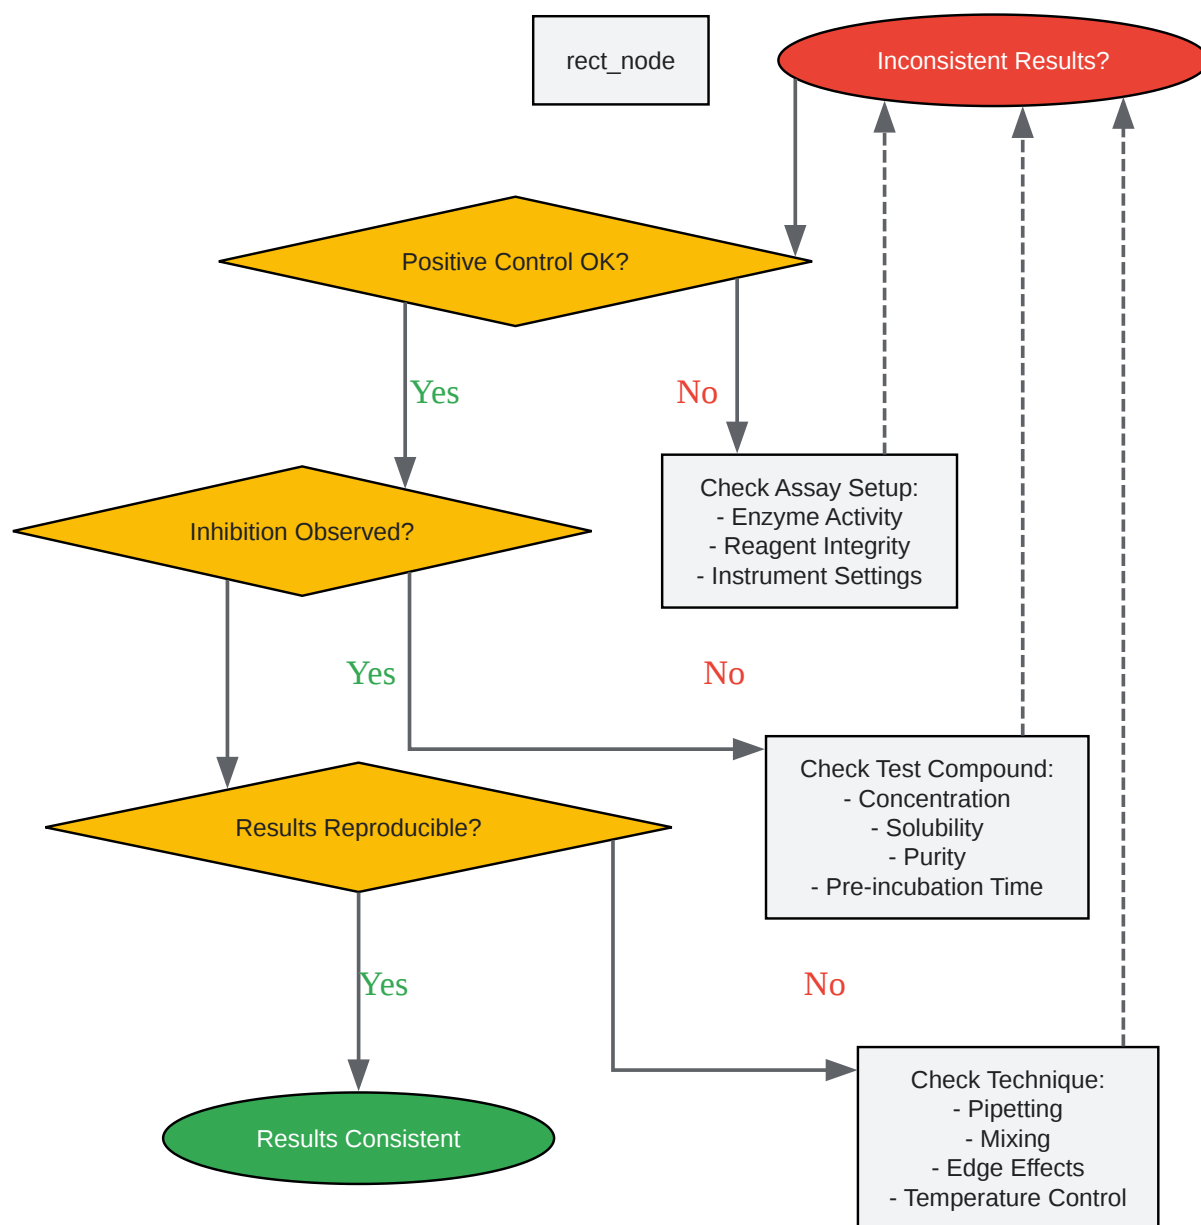 rect_node
Inconsistent Results?
Positive Control OK?
Yes
No
Check Assay Setup:
- Enzyme Activity
- Reagent Integrity
- Instrument Settings
Inhibition Observed?
Yes
No
Check Test Compound:
- Concentration
- Solubility
- Purity
- Pre-incubation Time
Results Reproducible?
Yes
No
Check Technique:
- Pipetting
- Mixing
- Edge Effects
- Temperature Control
Results Consistent